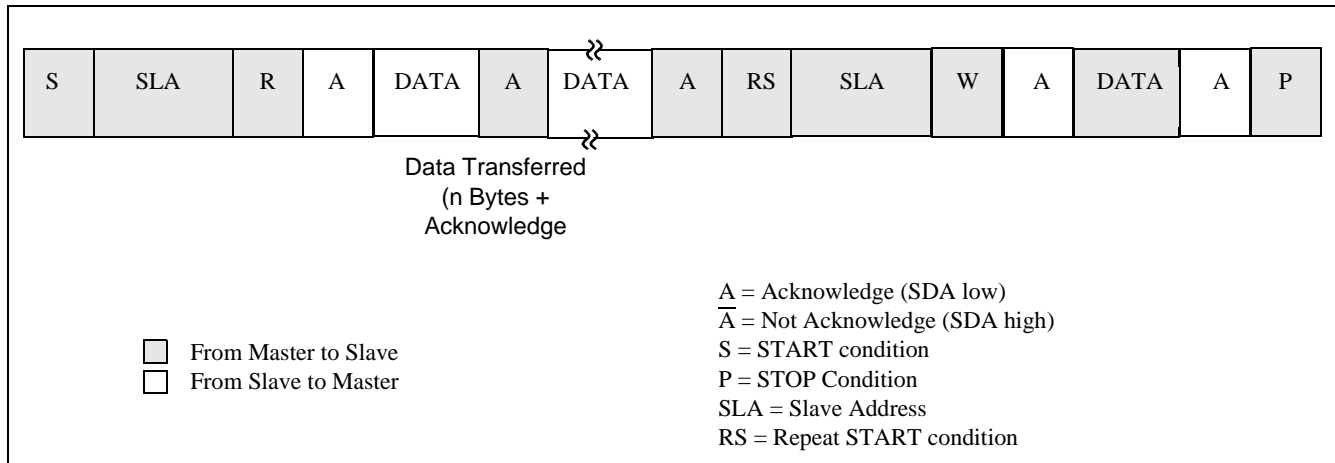 S SLA R A DATA A DATA A RS SLA W A DATA A P
Data Transferred
(n Bytes +
Acknowledge
From Master to Slave
From Slave to Master
A = Acknowledge (SDA low)
A̅ = Not Acknowledge (SDA high)
S = START condition
P = STOP Condition
SLA = Slave Address
RS = Repeat START condition